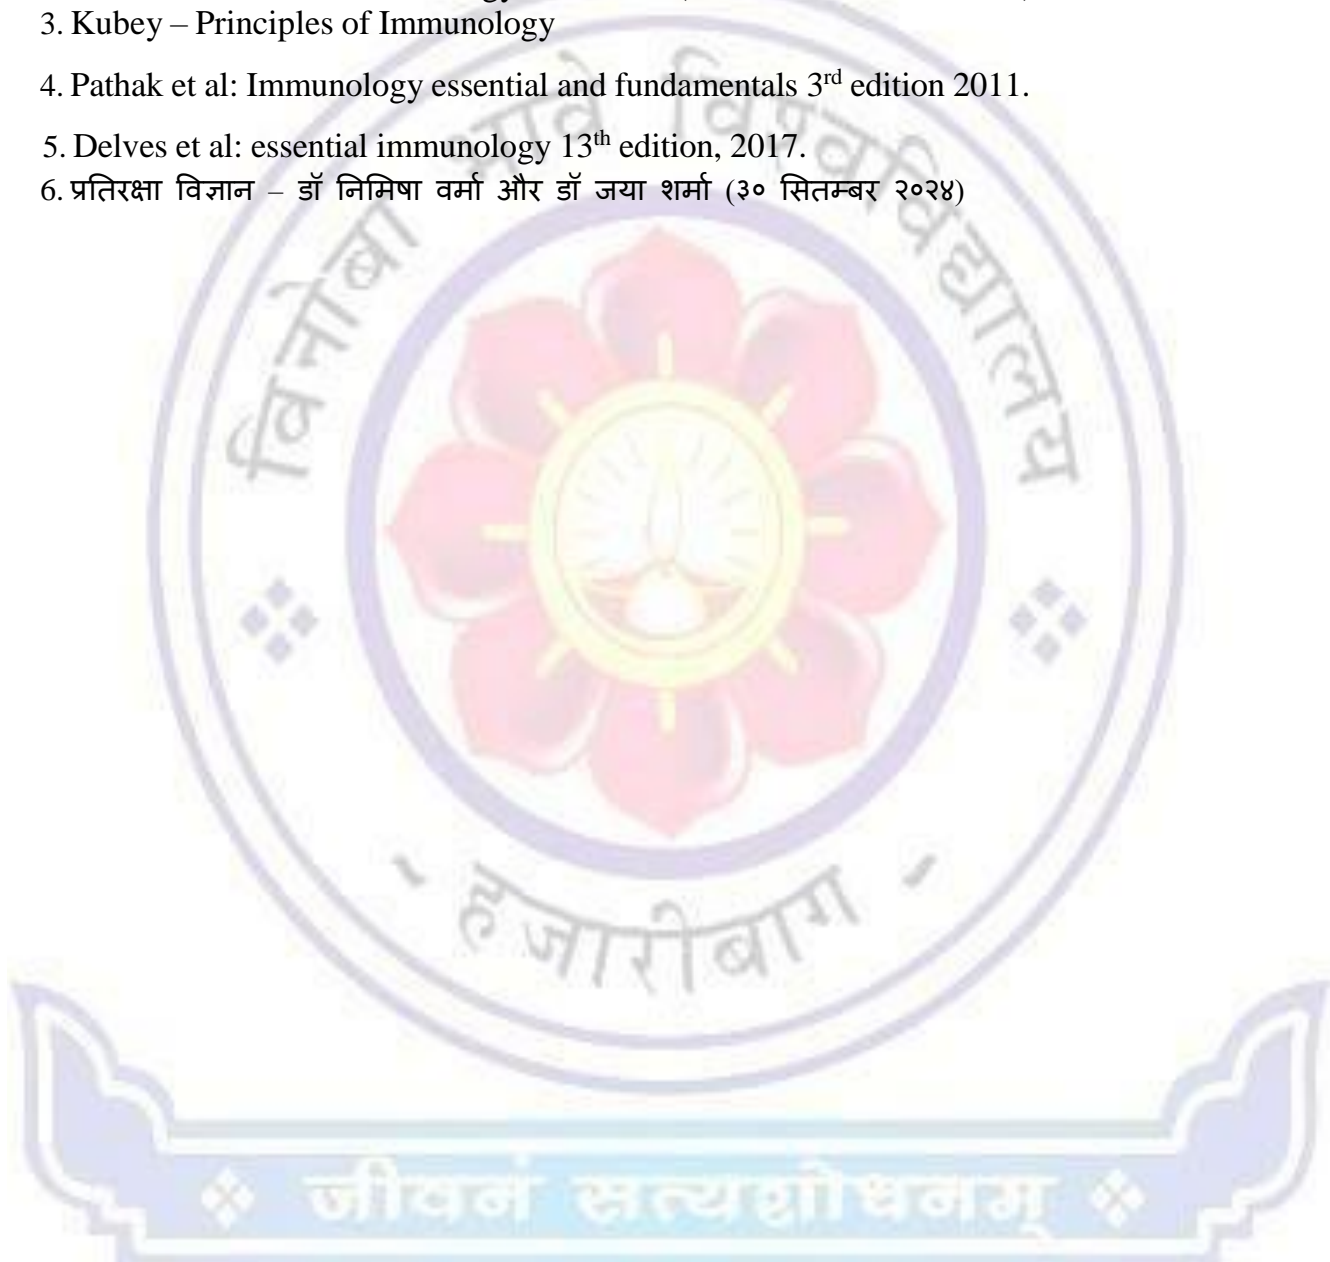 3. Kubey – Principles of Immunology
4. Pathak et al: Immunology essential and fundamentals 3rd edition 2011.
5. Delves et al: essential immunology 13th edition, 2017.
6. प्रतिरक्षा विज्ञान – डॉ निमिषा वर्मा और डॉ जया शर्मा (३० सितम्बर २०२४)
विनोबा भावे विश्वविद्यालय
- हजारीबाग -
जीवनं सत्यशोधनम्